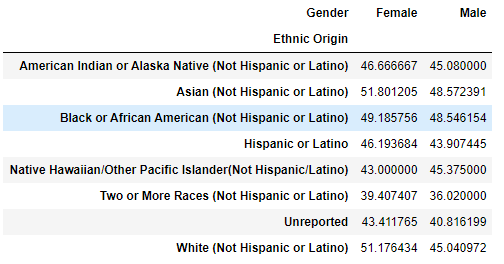 Gender Female Male
Ethnic Origin
American Indian or Alaska Native (Not Hispanic or Latino) 46.666667 45.080000
Asian (Not Hispanic or Latino) 51.801205 48.572391
Black or African American (Not Hispanic or Latino) 49.185756 48.546154
Hispanic or Latino 46.193684 43.907445
Native Hawaiian/Other Pacific Islander(Not Hispanic/Latino) 43.000000 45.375000
Two or More Races (Not Hispanic or Latino) 39.407407 36.020000
Unreported 43.411765 40.816199
White (Not Hispanic or Latino) 51.176434 45.040972